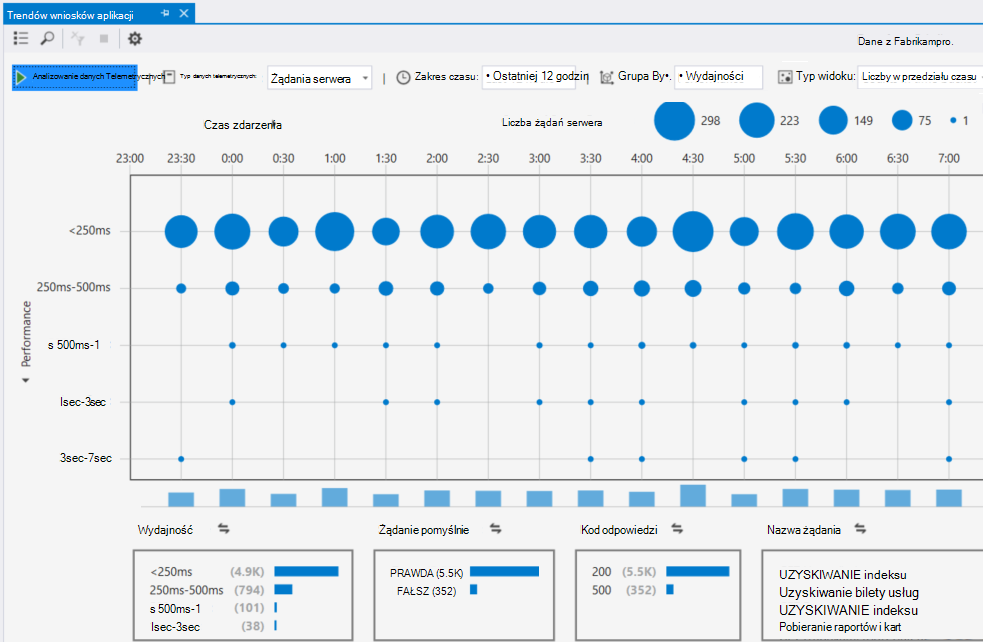 Trendów wniosków aplikacji
Dane z Fabrikampro.
Analizowanie danych Telemetrycznych
Typ danych telemetrycznych:
Żądania serwera
Zakres czasu:
• Ostatniej 12 godzin
Grupa By•.
• Wydajności
Typ widoku:
Liczby w przedziału czasu
Czas zdarzenia
Liczba żądań serwera
298
223
149
75
1
23:00 23:30 0:00 0:30 1:00 1:30 2:00 2:30 3:00 3:30 4:00 4:30 5:00 5:30 6:00 6:30 7:00
<250ms
250ms-500ms
s 500ms-1
Isec-3sec
3sec-7sec
Performance
Wydajność
<250ms (4.9K)
250ms-500ms (794)
s 500ms-1 (101)
Isec-3sec (38)
Żądanie pomyślnie
PRAWDA (5.5K)
FAŁSZ (352)
Kod odpowiedzi
200 (5.5K)
500 (352)
Nazwa żądania
UZYSKIWANIE indeksu
Uzyskiwanie bilety usług
UZYSKIWANIE indeksu
Pobieranie raportów i kart